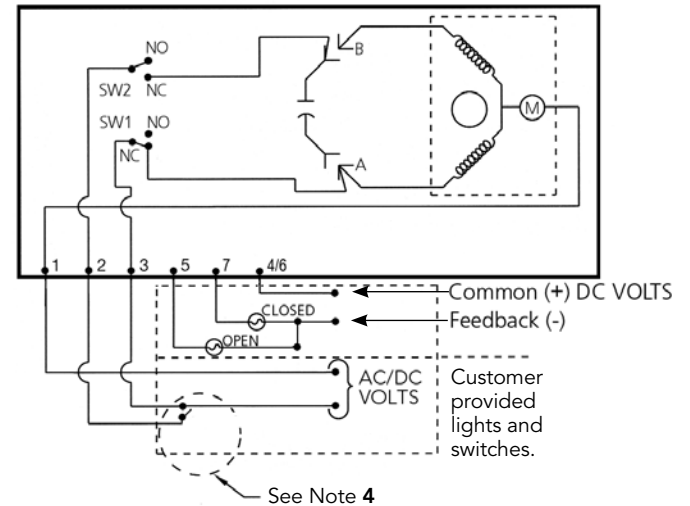 NO
SW2 NC
B
SW1 NO
NC
A
M
1 2 3 5 7 4/6
Common (+) DC VOLTS
CLOSED
Feedback (-)
OPEN
AC/DC
VOLTS
Customer
provided
lights and
switches.
See Note 4